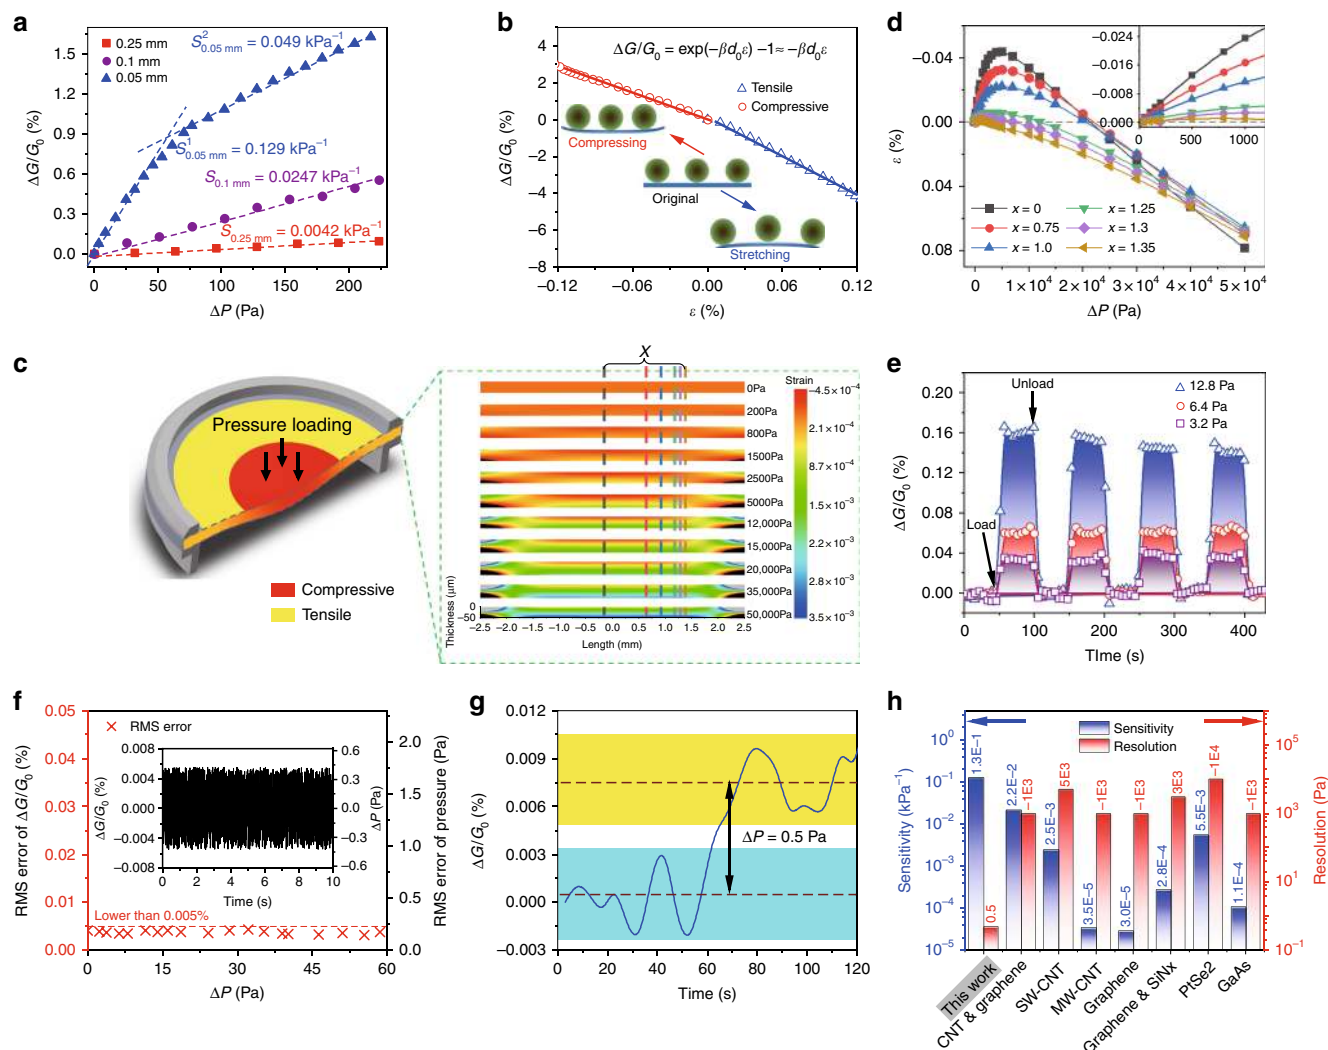 a
ΔG/G0 (%)
1.5
1.2
0.9
0.6
0.3
0.0
0.25 mm
0.1 mm
0.05 mm
S²0.05 mm = 0.049 kPa−1
S¹0.05 mm = 0.129 kPa−1
S0.1 mm = 0.0247 kPa−1
S0.25 mm = 0.0042 kPa−1
0 50 100 150 200
ΔP (Pa)
b
ΔG/G0 (%)
4
2
0
−2
−4
−6
−8
ΔG/G0 = exp(−βd0ε) −1≈ −βd0ε
Tensile
Compressive
Compressing
Original
Stretching
−0.12 −0.06 0.00 0.06 0.12
ε (%)
d
ε (%)
−0.04
0.00
0.04
0.08
−0.024
−0.016
−0.008
0.000
0 500 1000
x = 0
x = 0.75
x = 1.0
x = 1.25
x = 1.3
x = 1.35
0 1×10⁴ 2×10⁴ 3×10⁴ 4×10⁴ 5×10⁴
ΔP (Pa)
c
Pressure loading
Compressive
Tensile
X
0Pa
200Pa
800Pa
1500Pa
2500Pa
5000Pa
12,000Pa
15,000Pa
20,000Pa
35,000Pa
50,000Pa
Strain
−4.5×10−4
2.1×10−4
8.7×10−4
1.5×10−3
2.2×10−3
2.8×10−3
3.5×10−3
Thickness (μm)
0
−50
−2.5 −2.0 −1.5 −1.0 −0.5 0.0 0.5 1.0 1.5 2.0 2.5
Length (mm)
e
ΔG/G0 (%)
0.20
0.16
0.12
0.08
0.04
0.00
Unload
Load
12.8 Pa
6.4 Pa
3.2 Pa
0 100 200 300 400
TIme (s)
f
RMS error of ΔG/G0 (%)
0.05
0.04
0.03
0.02
0.01
0.00
RMS error
ΔG/G0 (%)
0.008
0.004
0.000
−0.004
−0.008
0.6
0.3
0.0
−0.3
−0.6
ΔP (Pa)
0 2 4 6 8 10
Time (s)
Lower than 0.005%
2.0
1.5
1.0
0.5
0.0
RMS error of pressure (Pa)
0 15 30 45 60
ΔP (Pa)
g
ΔG/G0 (%)
0.012
0.009
0.006
0.003
0.000
−0.003
ΔP = 0.5 Pa
0 20 40 60 80 100 120
Time (s)
h
Sensitivity (kPa−1)
10⁰
10−1
10−2
10−3
10−4
10−5
Sensitivity
Resolution
1.3E−1
0.5
2.2E−2
~1E3
2.5E−3
5E3
3.5E−5
~1E3
3.0E−5
~1E3
2.8E−4
3E3
5.5E−3
~1E4
1.1E−4
~1E3
10⁵
10³
10¹
10−1
Resolution (Pa)
This work
CNT & graphene
SW-CNT
MW-CNT
Graphene
Graphene & SiNx
PtSe2
GaAs